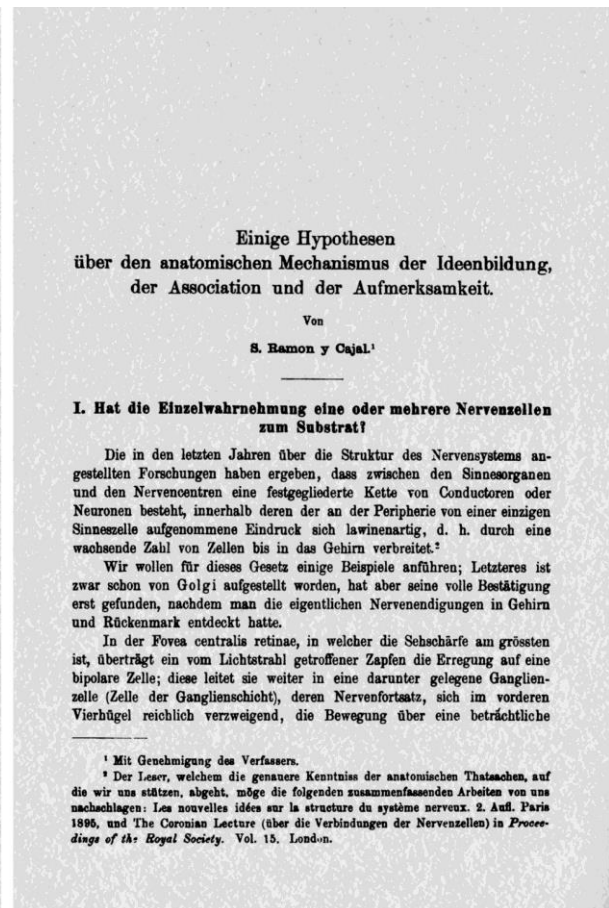 Einige Hypothesen
über den anatomischen Mechanismus der Ideenbildung,
der Association und der Aufmerksamkeit.
Von
S. Ramon y Cajal.¹
I. Hat die Einzelwahrnehmung eine oder mehrere Nervenzellen
zum Substrat?
Die in den letzten Jahren über die Struktur des Nervensystems an-
gestellten Forschungen haben ergeben, dass zwischen den Sinnesorganen
und den Nervencentren eine festgegliederte Kette von Conductoren oder
Neuronen besteht, innerhalb deren der an der Peripherie von einer einzigen
Sinneszelle aufgenommene Eindruck sich lawinenartig, d. h. durch eine
wachsende Zahl von Zellen bis in das Gehirn verbreitet.²
Wir wollen für dieses Gesetz einige Beispiele anführen; Letzteres ist
zwar schon von Golgi aufgestellt worden, hat aber seine volle Bestätigung
erst gefunden, nachdem man die eigentlichen Nervenendigungen in Gehirn
und Rückenmark entdeckt hatte.
In der Fovea centralis retinae, in welcher die Sehschärfe am grössten
ist, überträgt ein vom Lichtstrahl getroffener Zapfen die Erregung auf eine
bipolare Zelle; diese leitet sie weiter in eine darunter gelegene Ganglien-
zelle (Zelle der Ganglienschicht), deren Nervenfortsatz, sich im vorderen
Vierhügel reichlich verzweigend, die Bewegung über eine beträchtliche
¹ Mit Genehmigung des Verfassers.
² Der Leser, welchem die genauere Kenntniss der anatomischen Thatsachen, auf
die wir uns stützen, abgeht, möge die folgenden zusammenfassenden Arbeiten von uns
nachschlagen: Les nouvelles idées sur la structure du système nerveux. 2. Aufl. Paris
1895, und The Coronian Lecture (über die Verbindungen der Nervenzellen) in Procee-
dings of the Royal Society. Vol. 15. London.